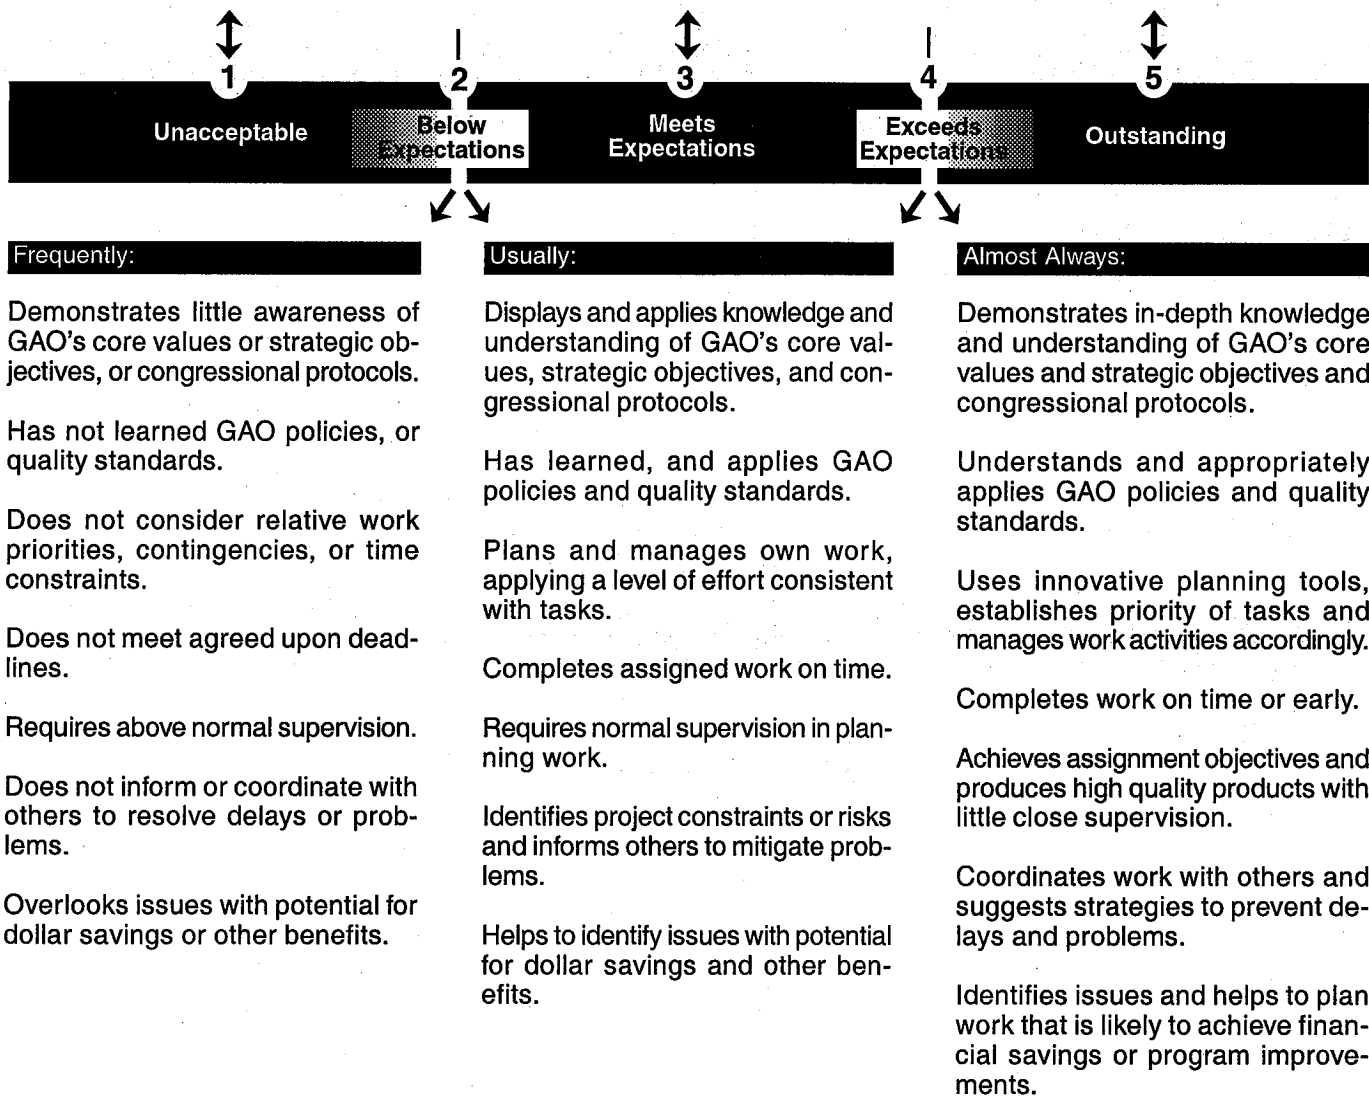 1
2
3
4
5
Unacceptable
Below
Expectations
Meets
Expectations
Exceeds
Expectations
Outstanding
Frequently:
Demonstrates little awareness of
GAO's core values or strategic ob-
jectives, or congressional protocols.
Has not learned GAO policies, or
quality standards.
Does not consider relative work
priorities, contingencies, or time
constraints.
Does not meet agreed upon dead-
lines.
Requires above normal supervision.
Does not inform or coordinate with
others to resolve delays or prob-
lems.
Overlooks issues with potential for
dollar savings or other benefits.
Usually:
Displays and applies knowledge and
understanding of GAO's core val-
ues, strategic objectives, and con-
gressional protocols.
Has learned, and applies GAO
policies and quality standards.
Plans and manages own work,
applying a level of effort consistent
with tasks.
Completes assigned work on time.
Requires normal supervision in plan-
ning work.
Identifies project constraints or risks
and informs others to mitigate prob-
lems.
Helps to identify issues with potential
for dollar savings and other ben-
efits.
Almost Always:
Demonstrates in-depth knowledge
and understanding of GAO's core
values and strategic objectives and
congressional protocols.
Understands and appropriately
applies GAO policies and quality
standards.
Uses innovative planning tools,
establishes priority of tasks and
manages work activities accordingly.
Completes work on time or early.
Achieves assignment objectives and
produces high quality products with
little close supervision.
Coordinates work with others and
suggests strategies to prevent de-
lays and problems.
Identifies issues and helps to plan
work that is likely to achieve finan-
cial savings or program improve-
ments.